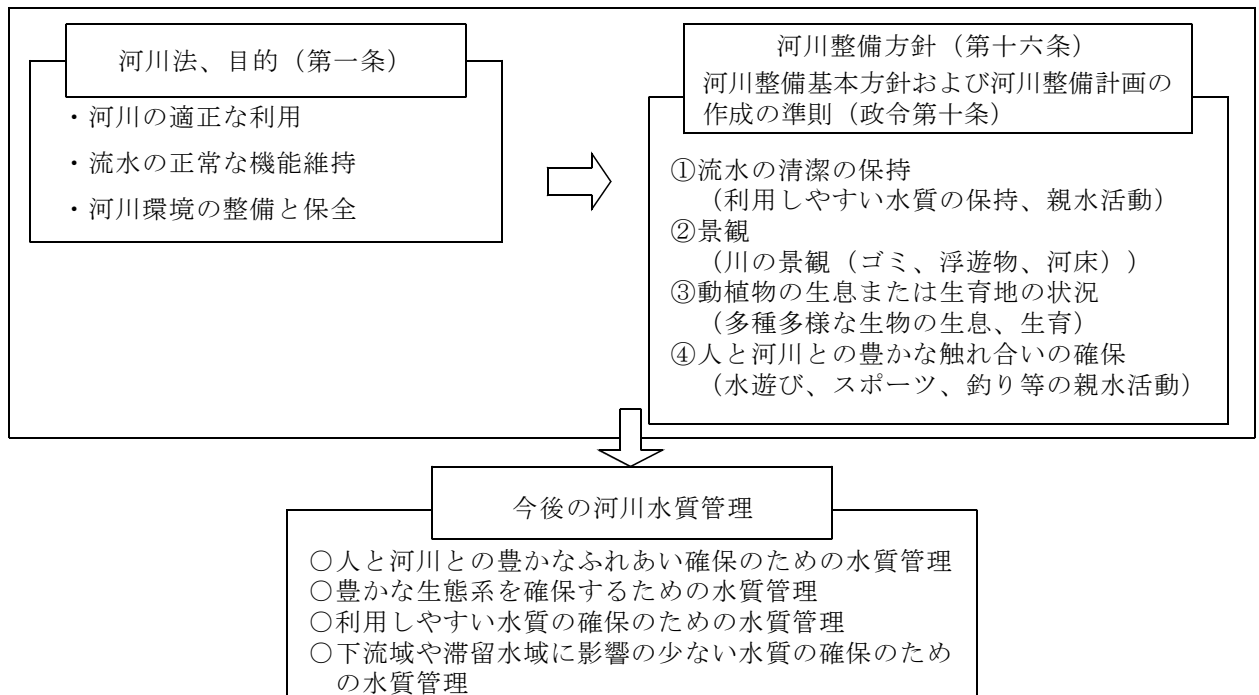 河川法、目的（第一条）
・河川の適正な利用
・流水の正常な機能維持
・河川環境の整備と保全
河川整備方針（第十六条）
河川整備基本方針および河川整備計画の
作成の準則（政令第十条）
①流水の清潔の保持
（利用しやすい水質の保持、親水活動）
②景観
（川の景観（ゴミ、浮遊物、河床））
③動植物の生息または生育地の状況
（多種多様な生物の生息、生育）
④人と河川との豊かな触れ合いの確保
（水遊び、スポーツ、釣り等の親水活動）
今後の河川水質管理
○人と河川との豊かなふれあい確保のための水質管理
○豊かな生態系を確保するための水質管理
○利用しやすい水質の確保のための水質管理
○下流域や滞留水域に影響の少ない水質の確保のため
の水質管理